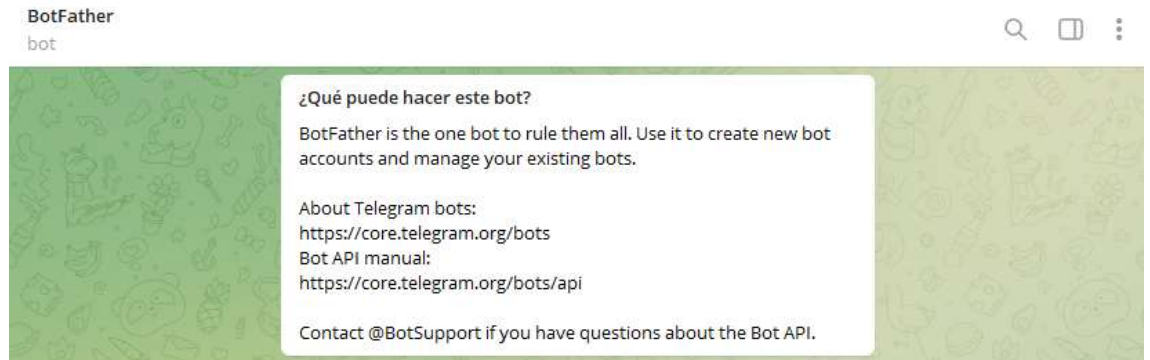 BotFather
bot
¿Qué puede hacer este bot?
BotFather is the one bot to rule them all. Use it to create new bot
accounts and manage your existing bots.
About Telegram bots:
https://core.telegram.org/bots
Bot API manual:
https://core.telegram.org/bots/api
Contact @BotSupport if you have questions about the Bot API.